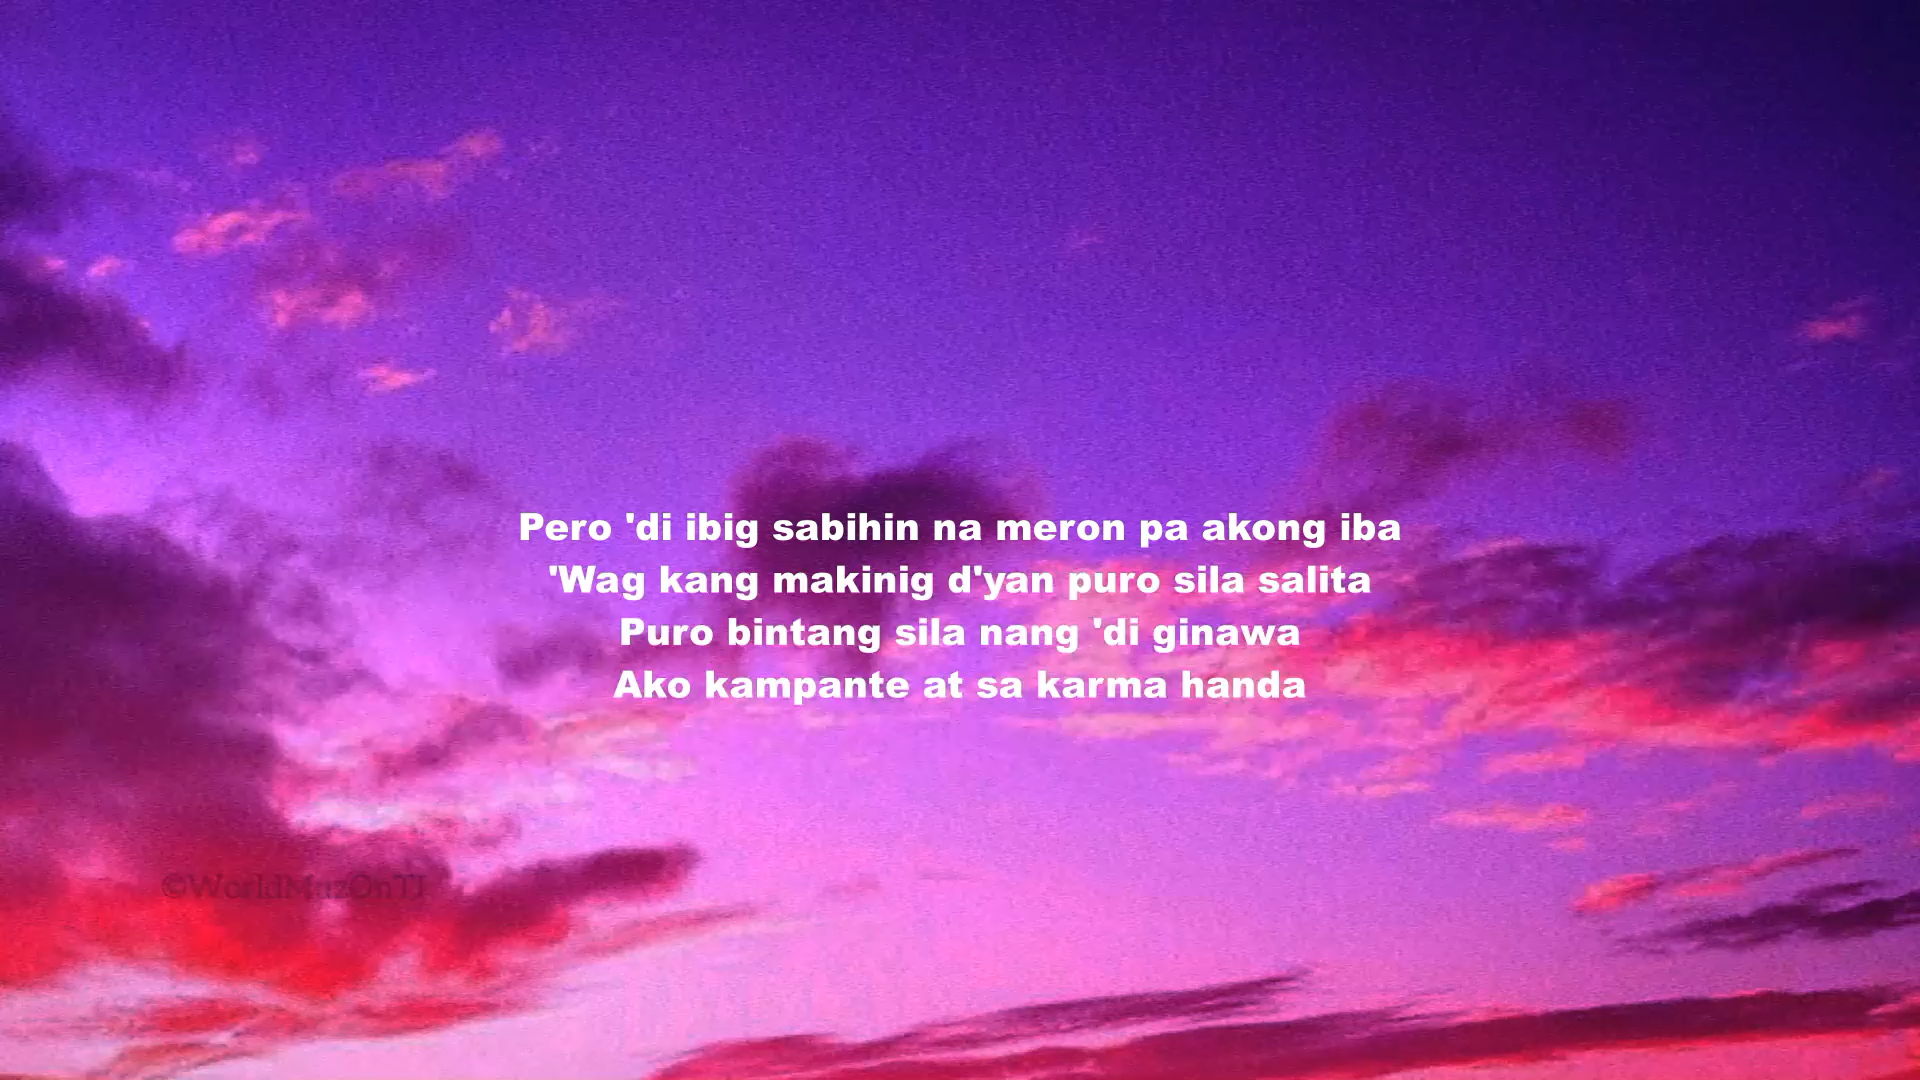 Pero 'di ibig sabihin na meron pa akong iba
'Wag kang makinig d'yan puro sila salita
Puro bintang sila nang 'di ginawa
Ako kampante at sa karma handa
©WorldMuzOnTI